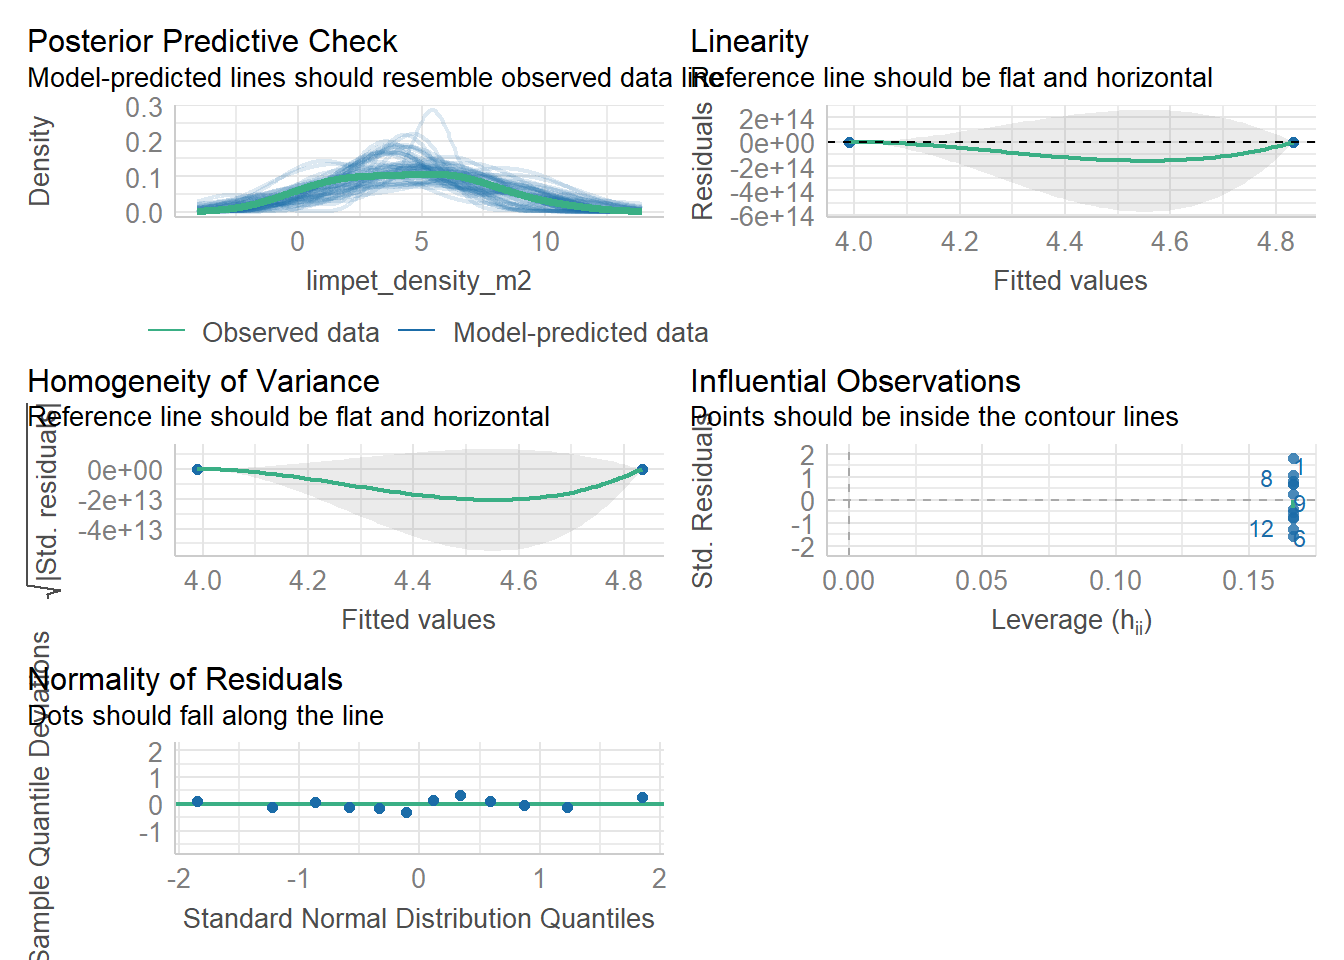 Posterior Predictive Check
Model-predicted lines should resemble observed data line
Density
0.3
0.2
0.1
0.0
0
5
10
limpet_density_m2
Observed data
Model-predicted data
Linearity
Reference line should be flat and horizontal
Residuals
2e+14
0e+00
-2e+14
-4e+14
-6e+14
4.0
4.2
4.4
4.6
4.8
Fitted values
Homogeneity of Variance
Reference line should be flat and horizontal
√|Std. residuals|
0e+00
-2e+13
-4e+13
4.0
4.2
4.4
4.6
4.8
Fitted values
Influential Observations
Points should be inside the contour lines
Std. Residuals
2
1
0
-1
-2
1
8
9
12
6
0.00
0.05
0.10
0.15
Leverage (hii)
Normality of Residuals
Dots should fall along the line
Sample Quantile Deviations
2
1
0
-1
-2
-1
0
1
2
Standard Normal Distribution Quantiles